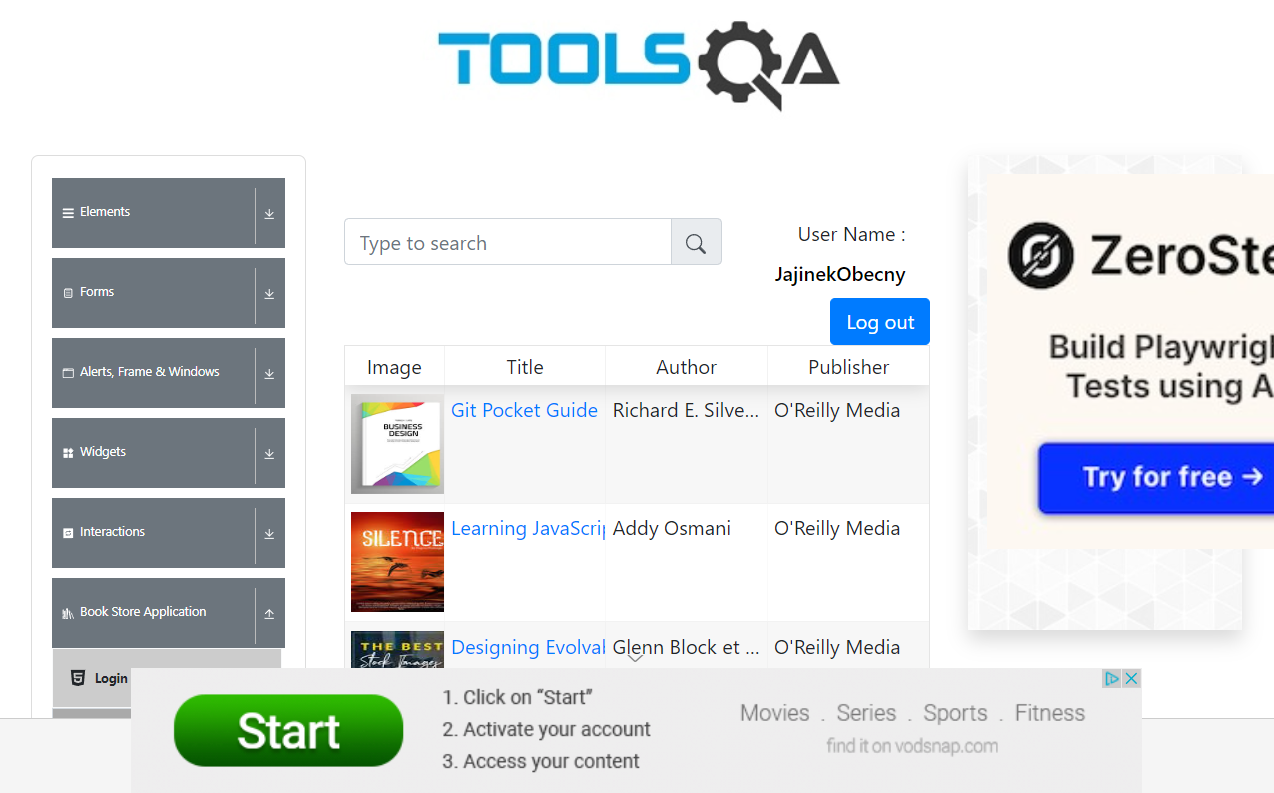 TOOLSQA
Elements
Forms
Alerts, Frame & Windows
Widgets
Interactions
Book Store Application
Login
Type to search
User Name :
JajinekObecny
Log out
Image Title Author Publisher
BUSINESS
DESIGN
Git Pocket Guide Richard E. Silve... O'Reilly Media
SILENCE
Learning JavaScrip Addy Osmani O'Reilly Media
THE BEST
Stock Images
Designing Evolval Glenn Block et ... O'Reilly Media
ZeroSte
Build Playwrigh
Tests using A
Try for free →
Start
1. Click on “Start”
2. Activate your account
3. Access your content
Movies . Series . Sports . Fitness
find it on vodsnap.com